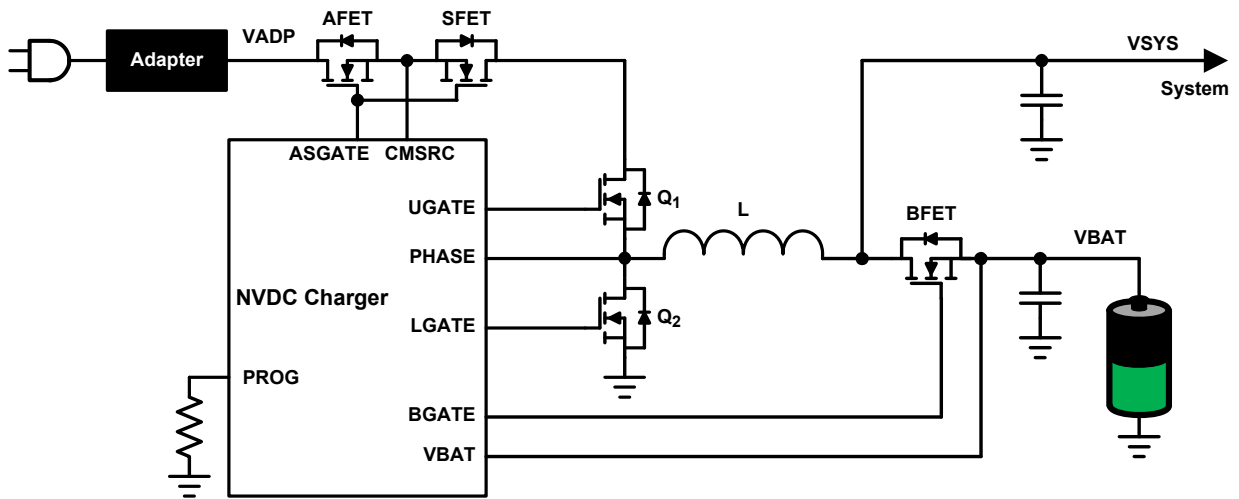 AFET
SFET
VADP
VSYS
Adapter
System
ASGATE
CMSRC
UGATE
Q1
L
BFET
VBAT
PHASE
NVDC Charger
LGATE
Q2
PROG
BGATE
VBAT